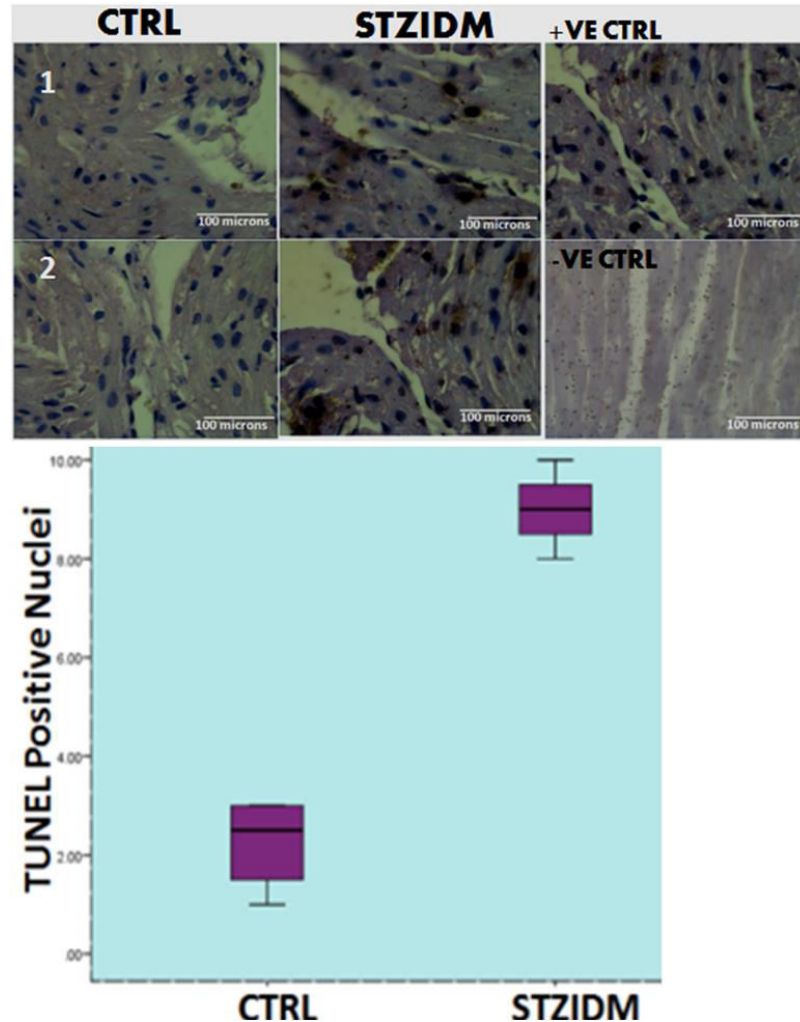 CTRL STZIDM +VE CTRL
1
100 microns 100 microns 100 microns
2 -VE CTRL
100 microns 100 microns 100 microns
TUNEL Positive Nuclei
10.00
8.00
6.00
4.00
2.00
.00
CTRL STZIDM